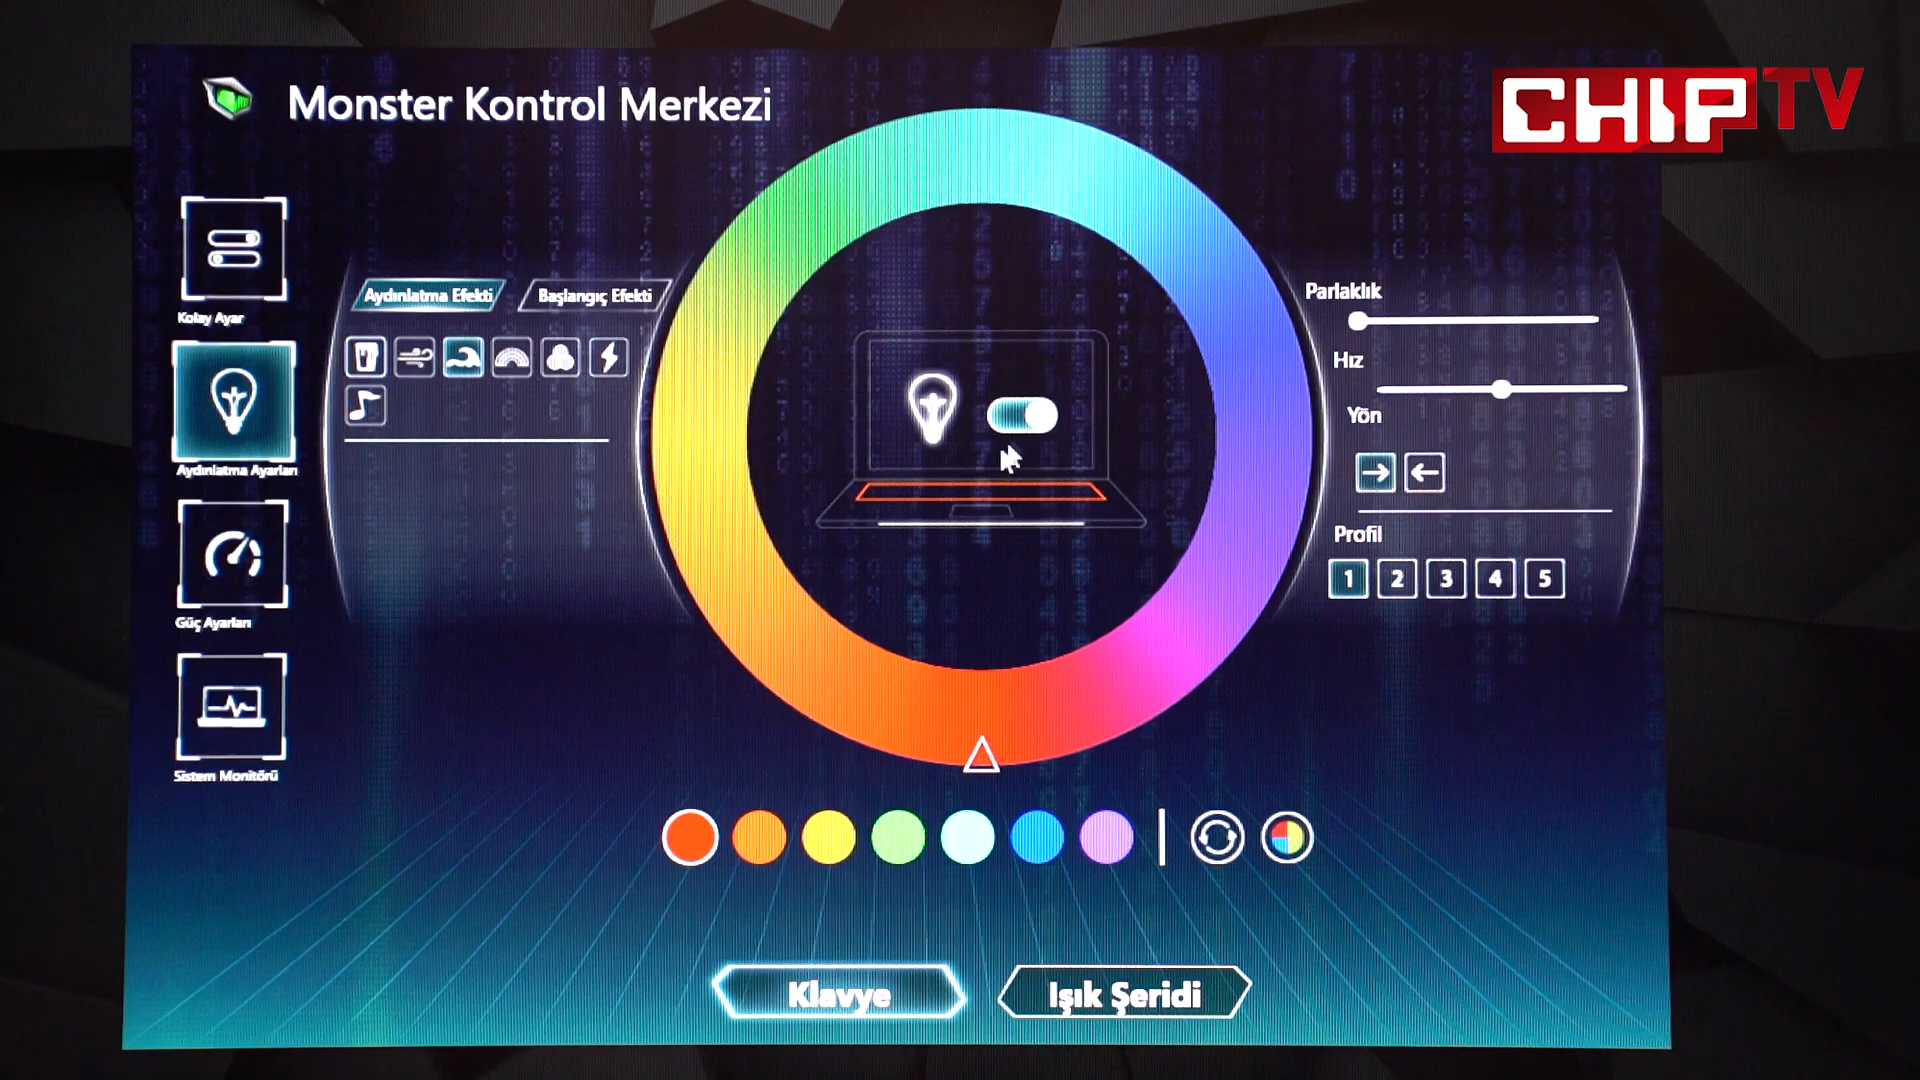 Monster Kontrol Merkezi
CHIP TV
Kolay Ayar
Aydınlatma Ayarları
Güç Ayarları
Sistem Monitörü
Aydınlatma Efekti
Başlangıç Efekti
Parlaklık
Hız
Yön
Profil
1 2 3 4 5
Klavye
Işık Şeridi